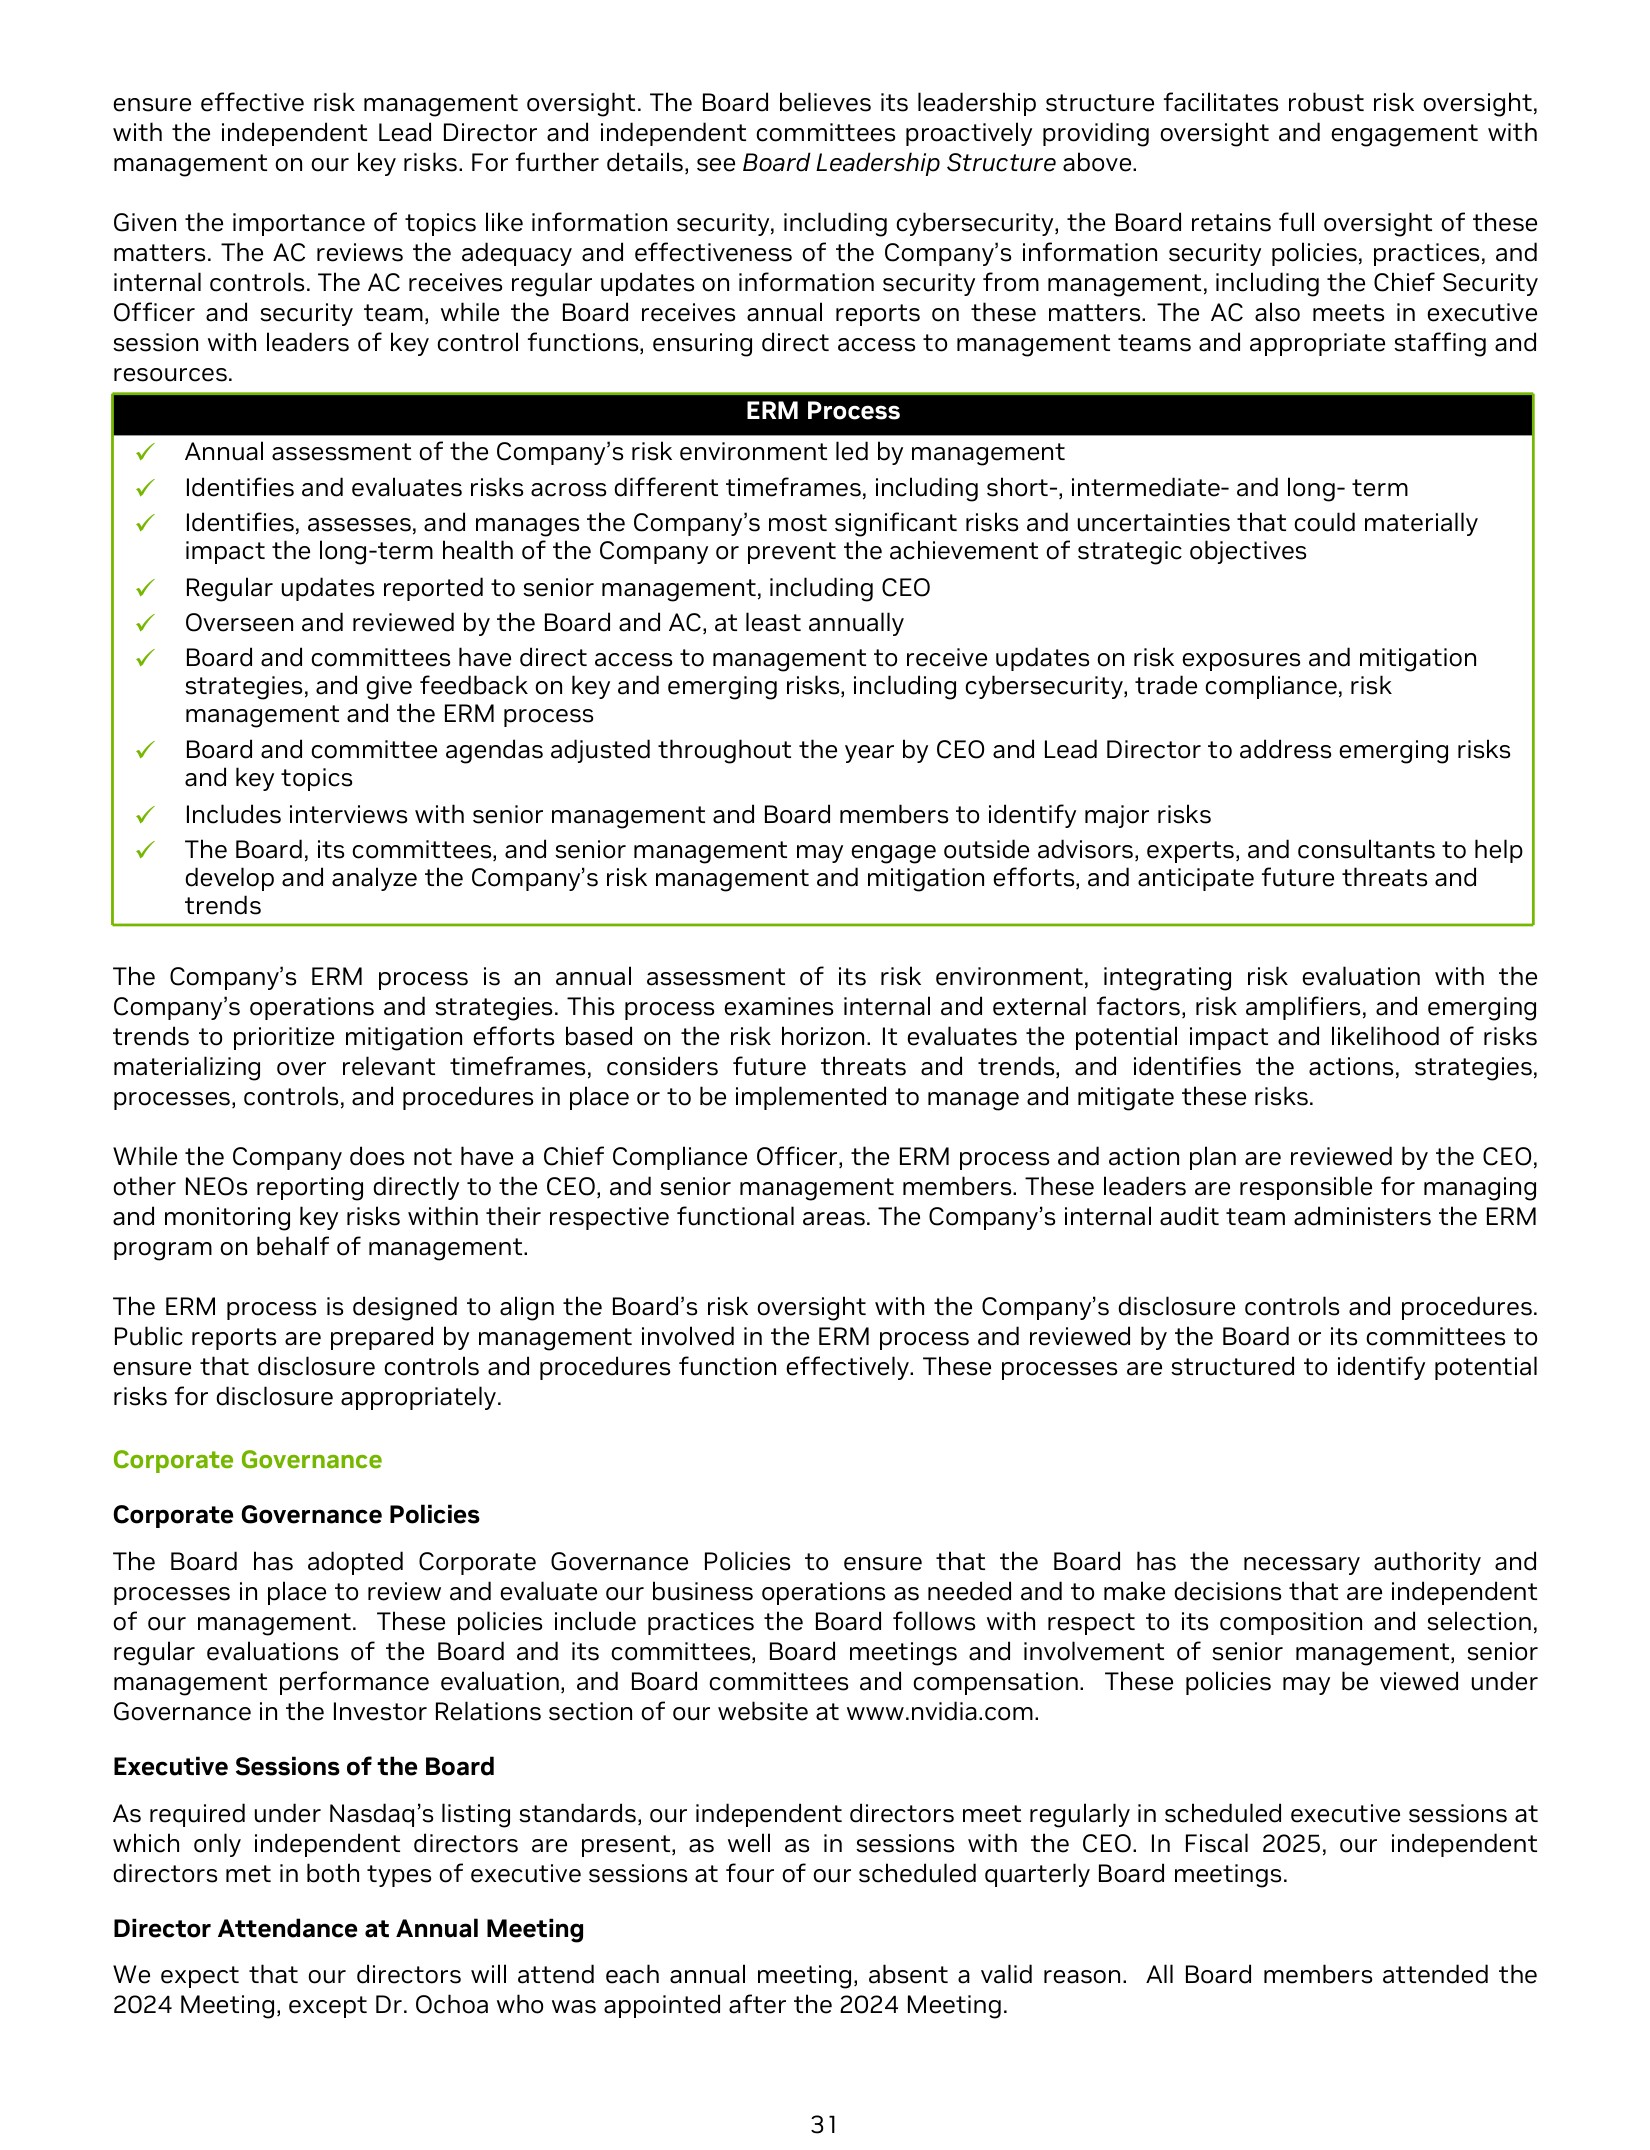 ensure effective risk management oversight. The Board believes its leadership structure facilitates robust risk oversight,
with the independent Lead Director and independent committees proactively providing oversight and engagement with
management on our key risks. For further details, see Board Leadership Structure above.
Given the importance of topics like information security, including cybersecurity, the Board retains full oversight of these
matters. The AC reviews the adequacy and effectiveness of the Company’s information security policies, practices, and
internal controls. The AC receives regular updates on information security from management, including the Chief Security
Officer and security team, while the Board receives annual reports on these matters. The AC also meets in executive
session with leaders of key control functions, ensuring direct access to management teams and appropriate staffing and
resources.
ERM Process
✓ Annual assessment of the Company’s risk environment led by management
✓ Identifies and evaluates risks across different timeframes, including short-, intermediate- and long- term
✓ Identifies, assesses, and manages the Company’s most significant risks and uncertainties that could materially
impact the long-term health of the Company or prevent the achievement of strategic objectives
✓ Regular updates reported to senior management, including CEO
✓ Overseen and reviewed by the Board and AC, at least annually
✓ Board and committees have direct access to management to receive updates on risk exposures and mitigation
strategies, and give feedback on key and emerging risks, including cybersecurity, trade compliance, risk
management and the ERM process
✓ Board and committee agendas adjusted throughout the year by CEO and Lead Director to address emerging risks
and key topics
✓ Includes interviews with senior management and Board members to identify major risks
✓ The Board, its committees, and senior management may engage outside advisors, experts, and consultants to help
develop and analyze the Company’s risk management and mitigation efforts, and anticipate future threats and
trends
The Company’s ERM process is an annual assessment of its risk environment, integrating risk evaluation with the
Company’s operations and strategies. This process examines internal and external factors, risk amplifiers, and emerging
trends to prioritize mitigation efforts based on the risk horizon. It evaluates the potential impact and likelihood of risks
materializing over relevant timeframes, considers future threats and trends, and identifies the actions, strategies,
processes, controls, and procedures in place or to be implemented to manage and mitigate these risks.
While the Company does not have a Chief Compliance Officer, the ERM process and action plan are reviewed by the CEO,
other NEOs reporting directly to the CEO, and senior management members. These leaders are responsible for managing
and monitoring key risks within their respective functional areas. The Company’s internal audit team administers the ERM
program on behalf of management.
The ERM process is designed to align the Board’s risk oversight with the Company’s disclosure controls and procedures.
Public reports are prepared by management involved in the ERM process and reviewed by the Board or its committees to
ensure that disclosure controls and procedures function effectively. These processes are structured to identify potential
risks for disclosure appropriately.
Corporate Governance
Corporate Governance Policies
The Board has adopted Corporate Governance Policies to ensure that the Board has the necessary authority and
processes in place to review and evaluate our business operations as needed and to make decisions that are independent
of our management. These policies include practices the Board follows with respect to its composition and selection,
regular evaluations of the Board and its committees, Board meetings and involvement of senior management, senior
management performance evaluation, and Board committees and compensation. These policies may be viewed under
Governance in the Investor Relations section of our website at www.nvidia.com.
Executive Sessions of the Board
As required under Nasdaq’s listing standards, our independent directors meet regularly in scheduled executive sessions at
which only independent directors are present, as well as in sessions with the CEO. In Fiscal 2025, our independent
directors met in both types of executive sessions at four of our scheduled quarterly Board meetings.
Director Attendance at Annual Meeting
We expect that our directors will attend each annual meeting, absent a valid reason. All Board members attended the
2024 Meeting, except Dr. Ochoa who was appointed after the 2024 Meeting.
31